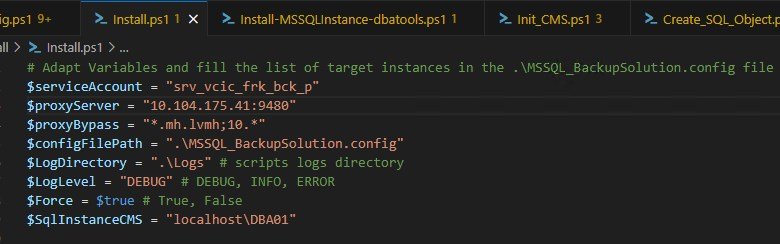 ig.ps1 9+ Install.ps1 1 Install-MSSQLInstance-dbatools.ps1 1 Init_CMS.ps1 3 Create_SQL_Object.p
all > Install.ps1 > ...
# Adapt Variables and fill the list of target instances in the .\MSSQL_BackupSolution.config file
$serviceAccount = "srv_vcic_frk_bck_p"
$proxyServer = "10.104.175.41:9480"
$proxyBypass = "*.mh.lvmh;10.*"
$configFilePath = ".\MSSQL_BackupSolution.config"
$LogDirectory = ".\Logs" # scripts logs directory
$LogLevel = "DEBUG" # DEBUG, INFO, ERROR
$Force = $true # True, False
$SqlInstanceCMS = "localhost\DBA01"